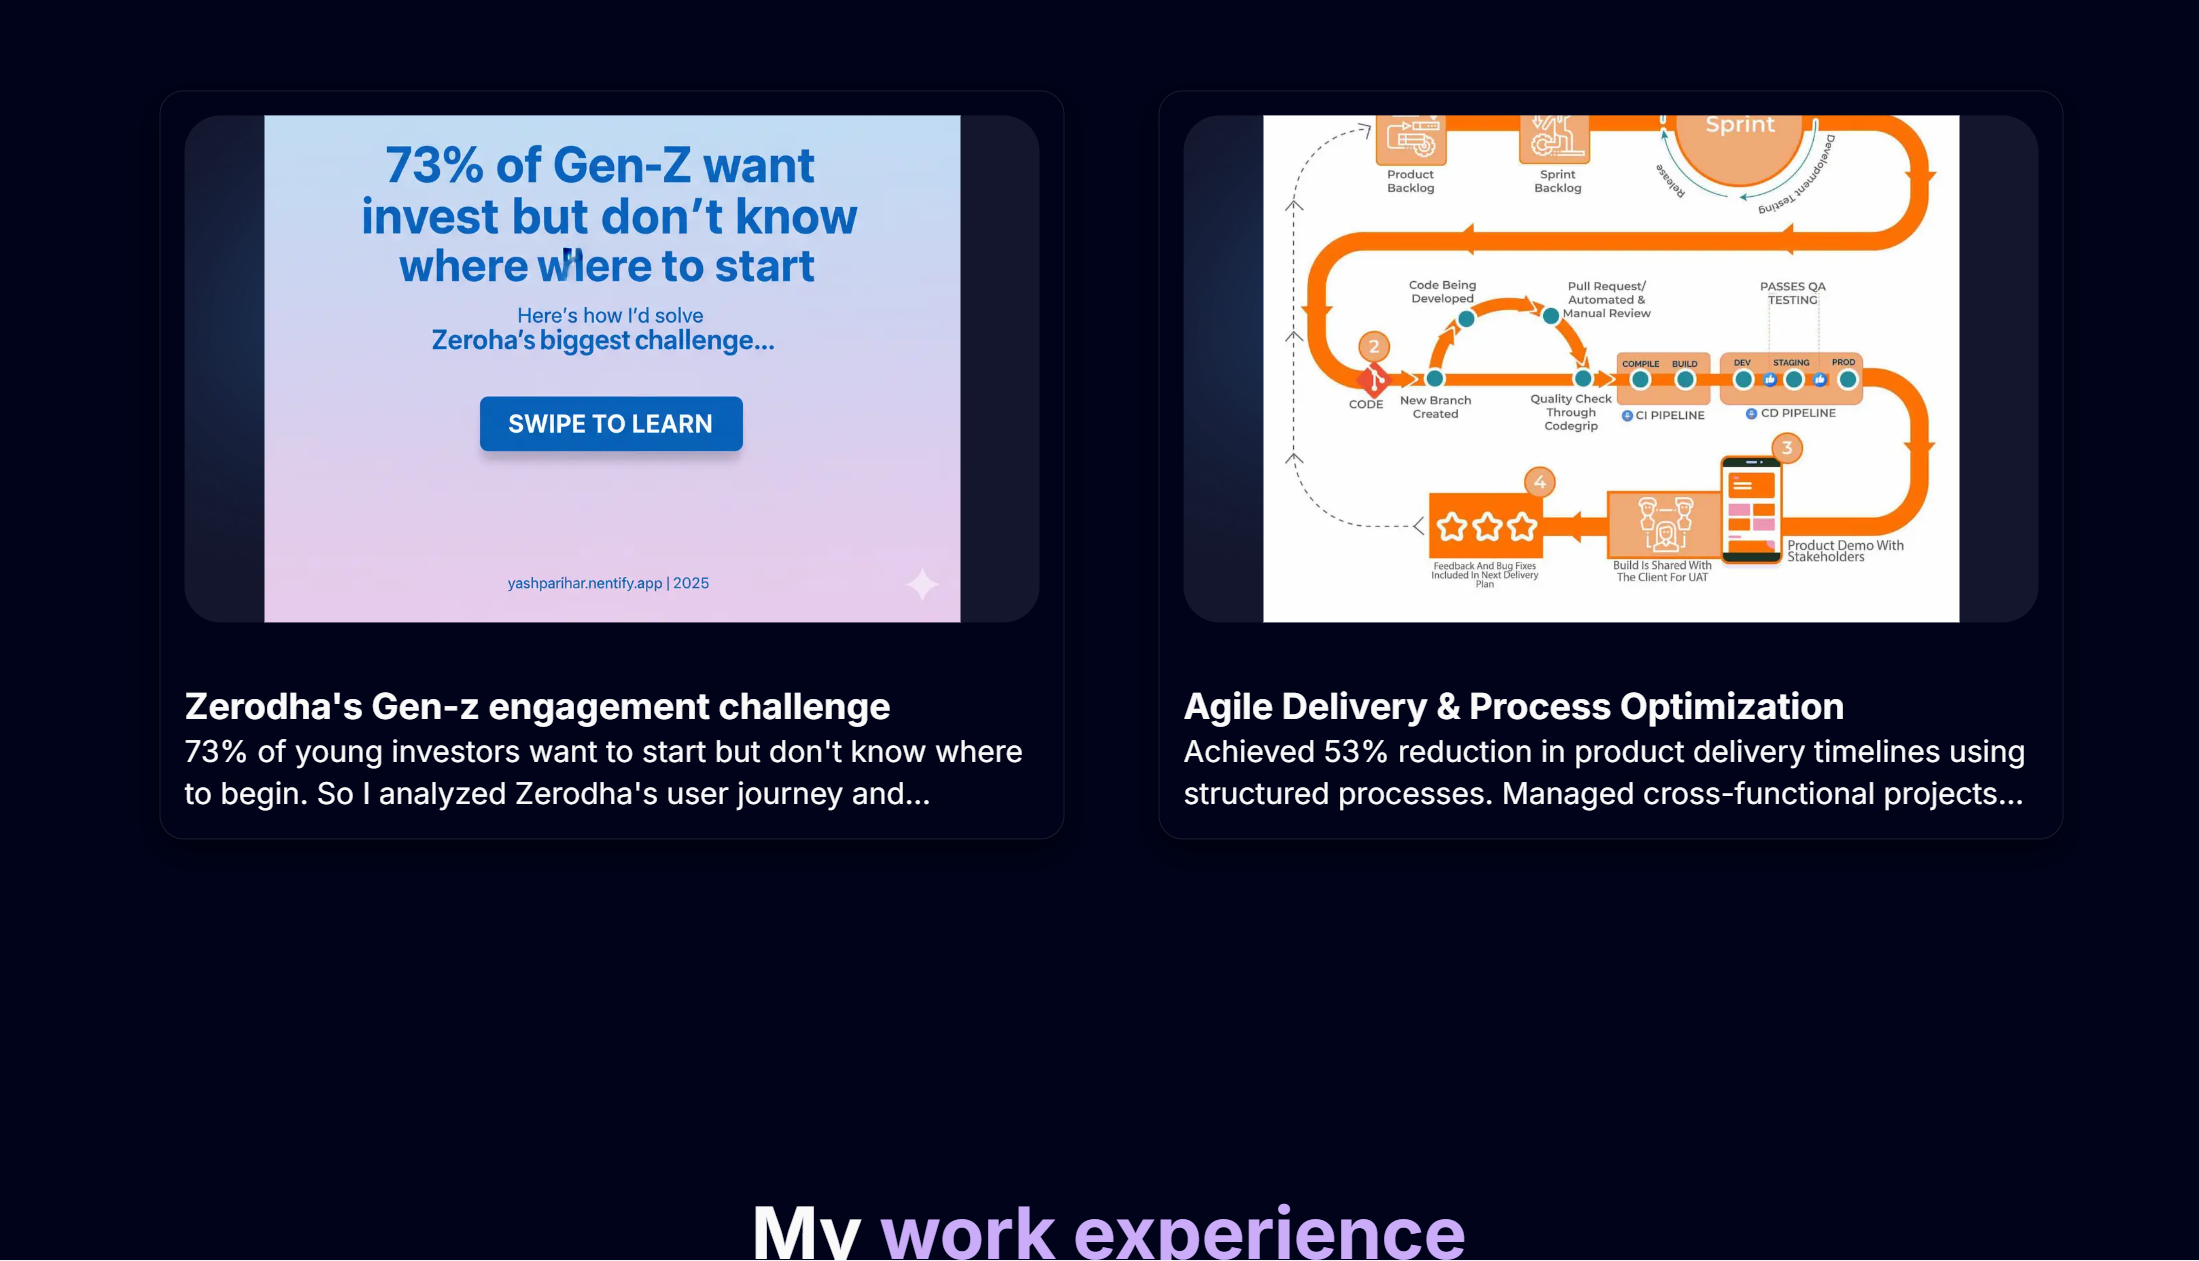 73% of Gen-Z want
invest but don’t know
where where to start
Here’s how I’d solve
Zeroha’s biggest challenge...
SWIPE TO LEARN
yashparihar.nentify.app | 2025
Zerodha's Gen-z engagement challenge
73% of young investors want to start but don't know where
to begin. So I analyzed Zerodha's user journey and...
Sprint
Product
Backlog
Sprint
Backlog
Release
Development Testing
Code Being
Developed
Pull Request/
Automated &
Manual Review
PASSES QA
TESTING
2
CODE
New Branch
Created
Quality Check
Through
Codegrip
COMPILE BUILD
CI PIPELINE
DEV STAGING PROD
CD PIPELINE
3
Product Demo With
Stakeholders
Build Is Shared With
The Client For UAT
4
Feedback And Bug Fixes
Included In Next Delivery
Plan
Agile Delivery & Process Optimization
Achieved 53% reduction in product delivery timelines using
structured processes. Managed cross-functional projects...
My work experience